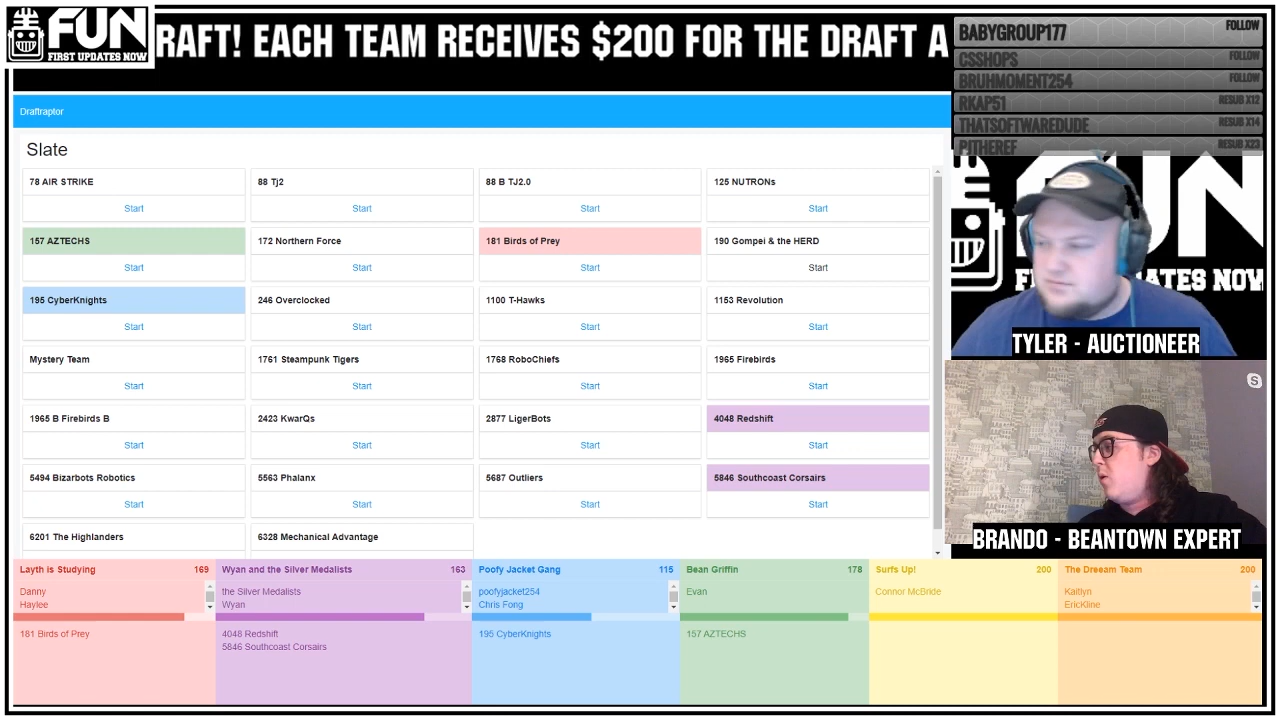 FUN
FIRST UPDATES NOW
RAFT! EACH TEAM RECEIVES $200 FOR THE DRAFT A
BABYGROUP177 FOLLOW
CSSHOPS FOLLOW
BRUHMOMENT254 FOLLOW
RKAP51 RESUB X12
THATSOFTWAREDUDE RESUB X14
PITHEREF RESUB X23
Draftraptor
Slate
78 AIR STRIKE
Start
88 Tj2
Start
88 B TJ2.0
Start
125 NUTRONs
Start
157 AZTECHS
Start
172 Northern Force
Start
181 Birds of Prey
Start
190 Gompei & the HERD
Start
195 CyberKnights
Start
246 Overclocked
Start
1100 T-Hawks
Start
1153 Revolution
Start
Mystery Team
Start
1761 Steampunk Tigers
Start
1768 RoboChiefs
Start
1965 Firebirds
Start
1965 B Firebirds B
Start
2423 KwarQs
Start
2877 LigerBots
Start
4048 Redshift
Start
5494 Bizarbots Robotics
Start
5563 Phalanx
Start
5687 Outliers
Start
5846 Southcoast Corsairs
Start
6201 The Highlanders
6328 Mechanical Advantage
TYLER - AUCTIONEER
BRANDO - BEANTOWN EXPERT
Layth is Studying 169
Danny
Haylee
181 Birds of Prey
Wyan and the Silver Medalists 163
the Silver Medalists
Wyan
4048 Redshift
5846 Southcoast Corsairs
Poofy Jacket Gang 115
poofyjacket254
Chris Fong
195 CyberKnights
Bean Griffin 178
Evan
157 AZTECHS
Surfs Up! 200
Connor McBride
The Dreeam Team 200
Kaitlyn
EricKline